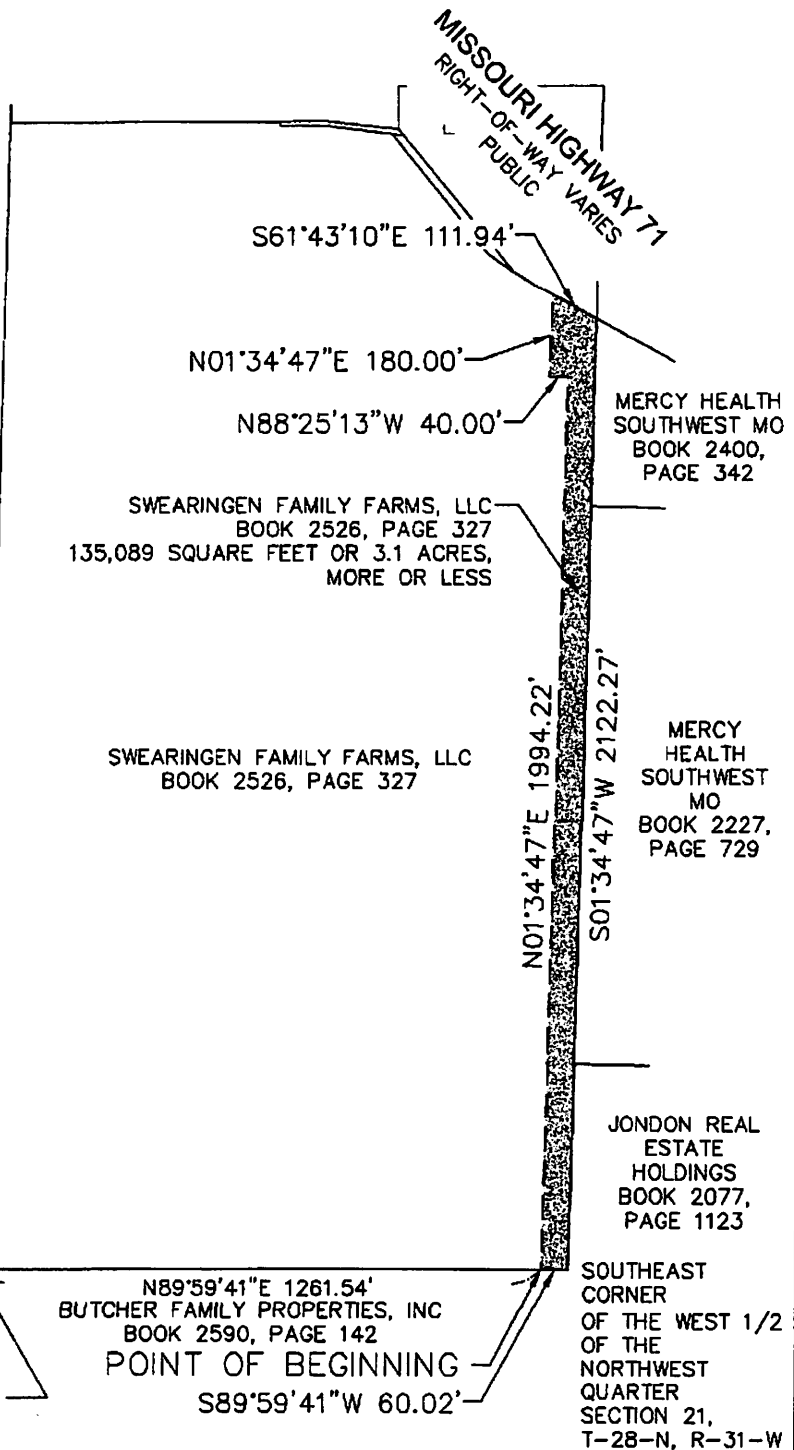 MISSOURI HIGHWAY 71
RIGHT-OF-WAY VARIES
PUBLIC
S61°43'10"E 111.94'
N01°34'47"E 180.00'
N88°25'13"W 40.00'
MERCY HEALTH
SOUTHWEST MO
BOOK 2400,
PAGE 342
SWEARINGEN FAMILY FARMS, LLC
BOOK 2526, PAGE 327
135,089 SQUARE FEET OR 3.1 ACRES,
MORE OR LESS
N01°34'47"E 1994.22'
S01°34'47"W 2122.27'
SWEARINGEN FAMILY FARMS, LLC
BOOK 2526, PAGE 327
MERCY
HEALTH
SOUTHWEST
MO
BOOK 2227,
PAGE 729
JONDON REAL
ESTATE
HOLDINGS
BOOK 2077,
PAGE 1123
N89°59'41"E 1261.54'
BUTCHER FAMILY PROPERTIES, INC
BOOK 2590, PAGE 142
POINT OF BEGINNING
S89°59'41"W 60.02'
SOUTHEAST
CORNER
OF THE WEST 1/2
OF THE
NORTHWEST
QUARTER
SECTION 21,
T-28-N, R-31-W